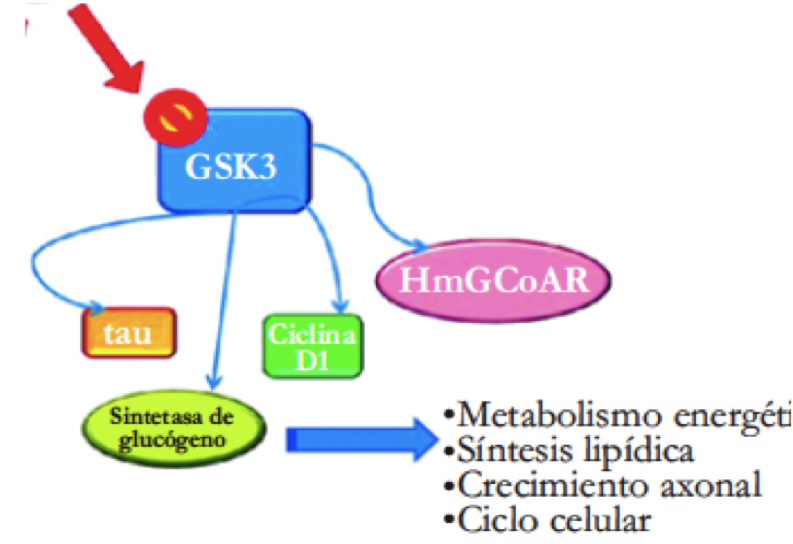 GSK3
HmGCoAR
tau
Ciclina
D1
Sintetasa de
glucógeno
•Metabolismo energéti
•Síntesis lipídica
•Crecimiento axonal
•Ciclo celular